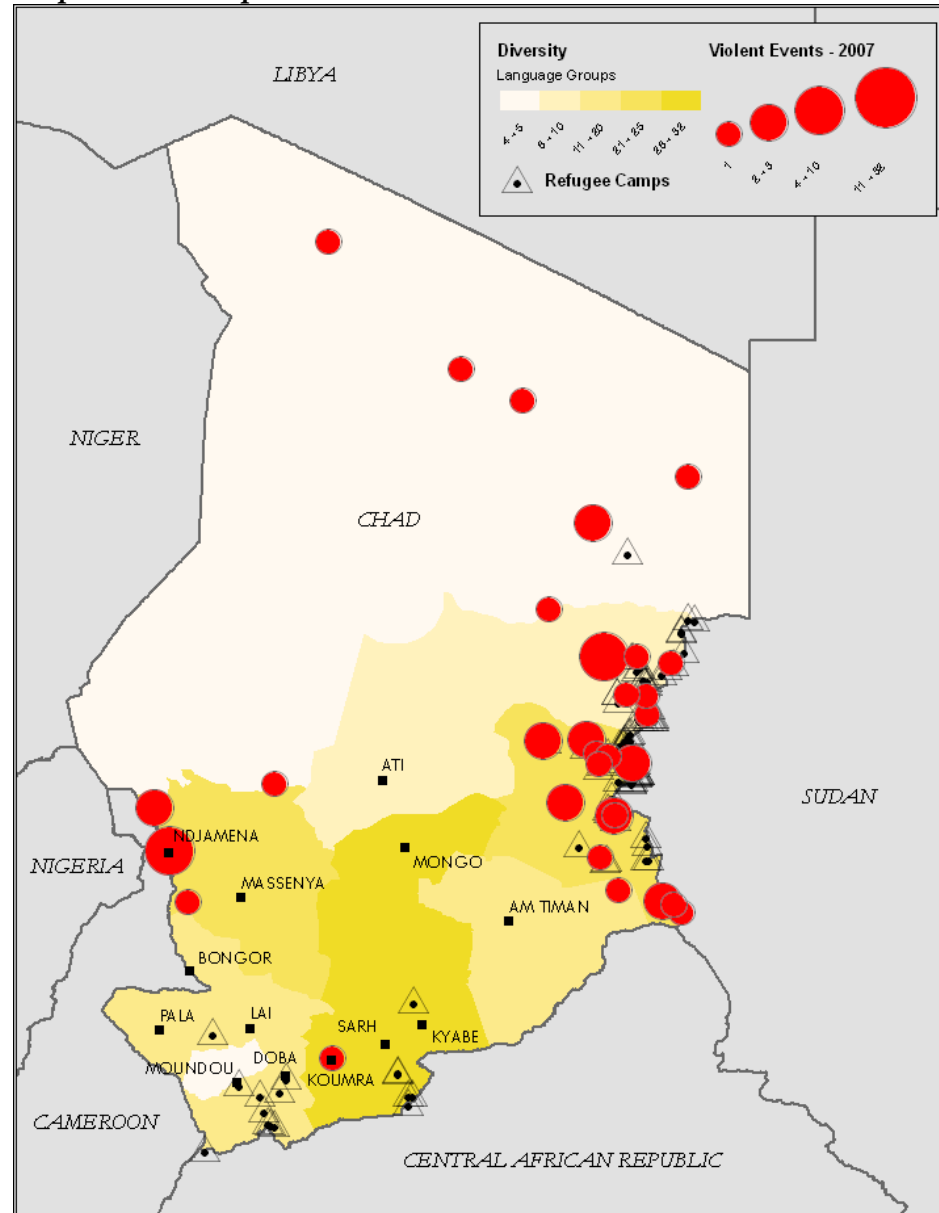 Diversity
Violent Events - 2007
Language Groups
4 - 5
6 - 10
11 - 20
21 - 25
26 - 32
1
2 - 3
4 - 10
11 - 32
Refugee Camps
LIBYA
NIGER
CHAD
SUDAN
ATI
NDJAMENA
NIGERIA
MONGO
MASSENYA
AM TIMAN
BONGOR
PALA
LAI
SARH
KYABE
MOUNDOU
DOBA
KOUMRA
CAMEROON
CENTRAL AFRICAN REPUBLIC